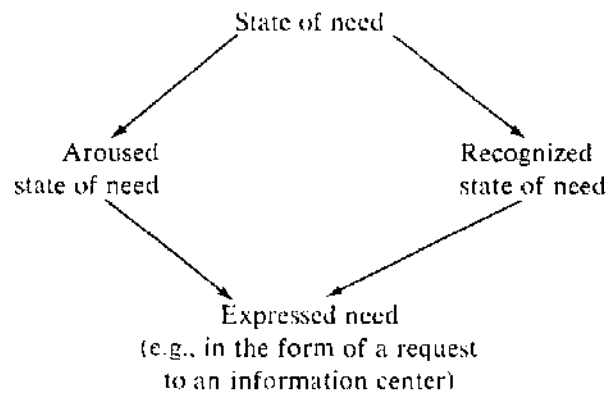 State of need
Aroused
state of need
Recognized
state of need
Expressed need
(e.g., in the form of a request
to an information center)